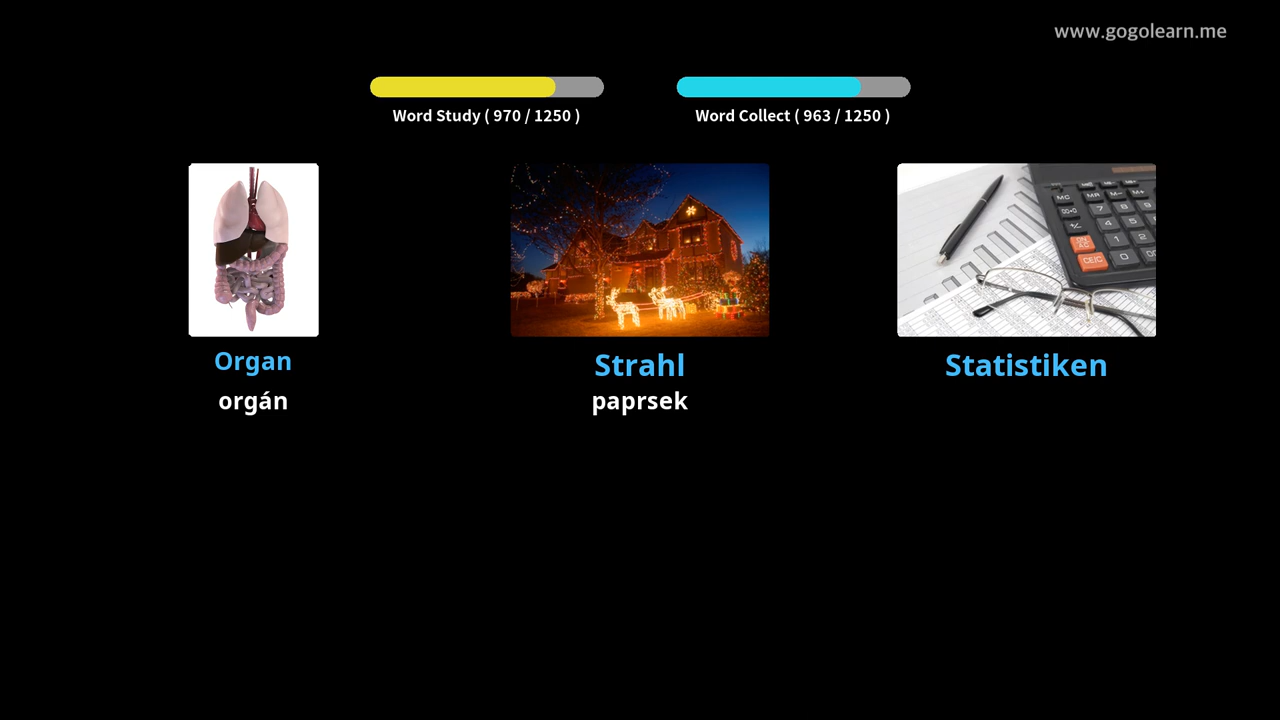 www.gogolearn.me
Word Study ( 970 / 1250 )
Word Collect ( 963 / 1250 )
Organ
Strahl
Statistiken
orgán
paprsek